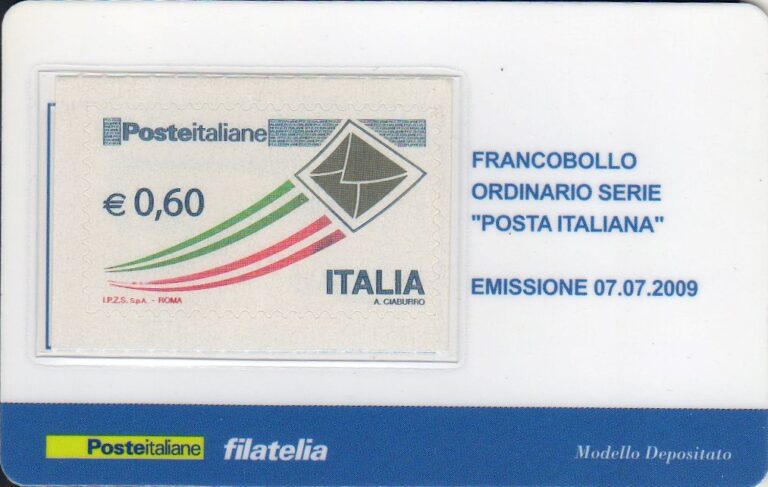 Posteitaliane
€ 0,60
I.P.Z.S. S.p.A. - ROMA
ITALIA
A. CIABURRO
FRANCOBOLLO
ORDINARIO SERIE
"POSTA ITALIANA"
EMISSIONE 07.07.2009
Posteitaliane filatelia
Modello Depositato